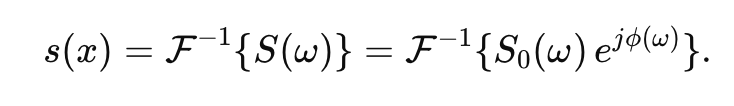 s(x) = ℱ⁻¹{S(ω)} = ℱ⁻¹{S₀(ω) e^{jϕ(ω)}}.